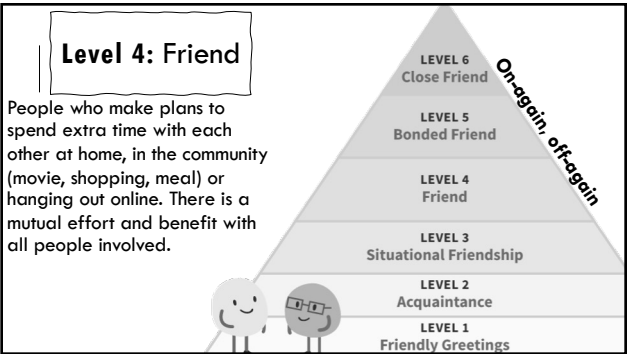 Level 4: Friend
People who make plans to
spend extra time with each
other at home, in the community
(movie, shopping, meal) or
hanging out online. There is a
mutual effort and benefit with
all people involved.
LEVEL 6
Close Friend
LEVEL 5
Bonded Friend
LEVEL 4
Friend
LEVEL 3
Situational Friendship
LEVEL 2
Acquaintance
LEVEL 1
Friendly Greetings
On-again, off-again